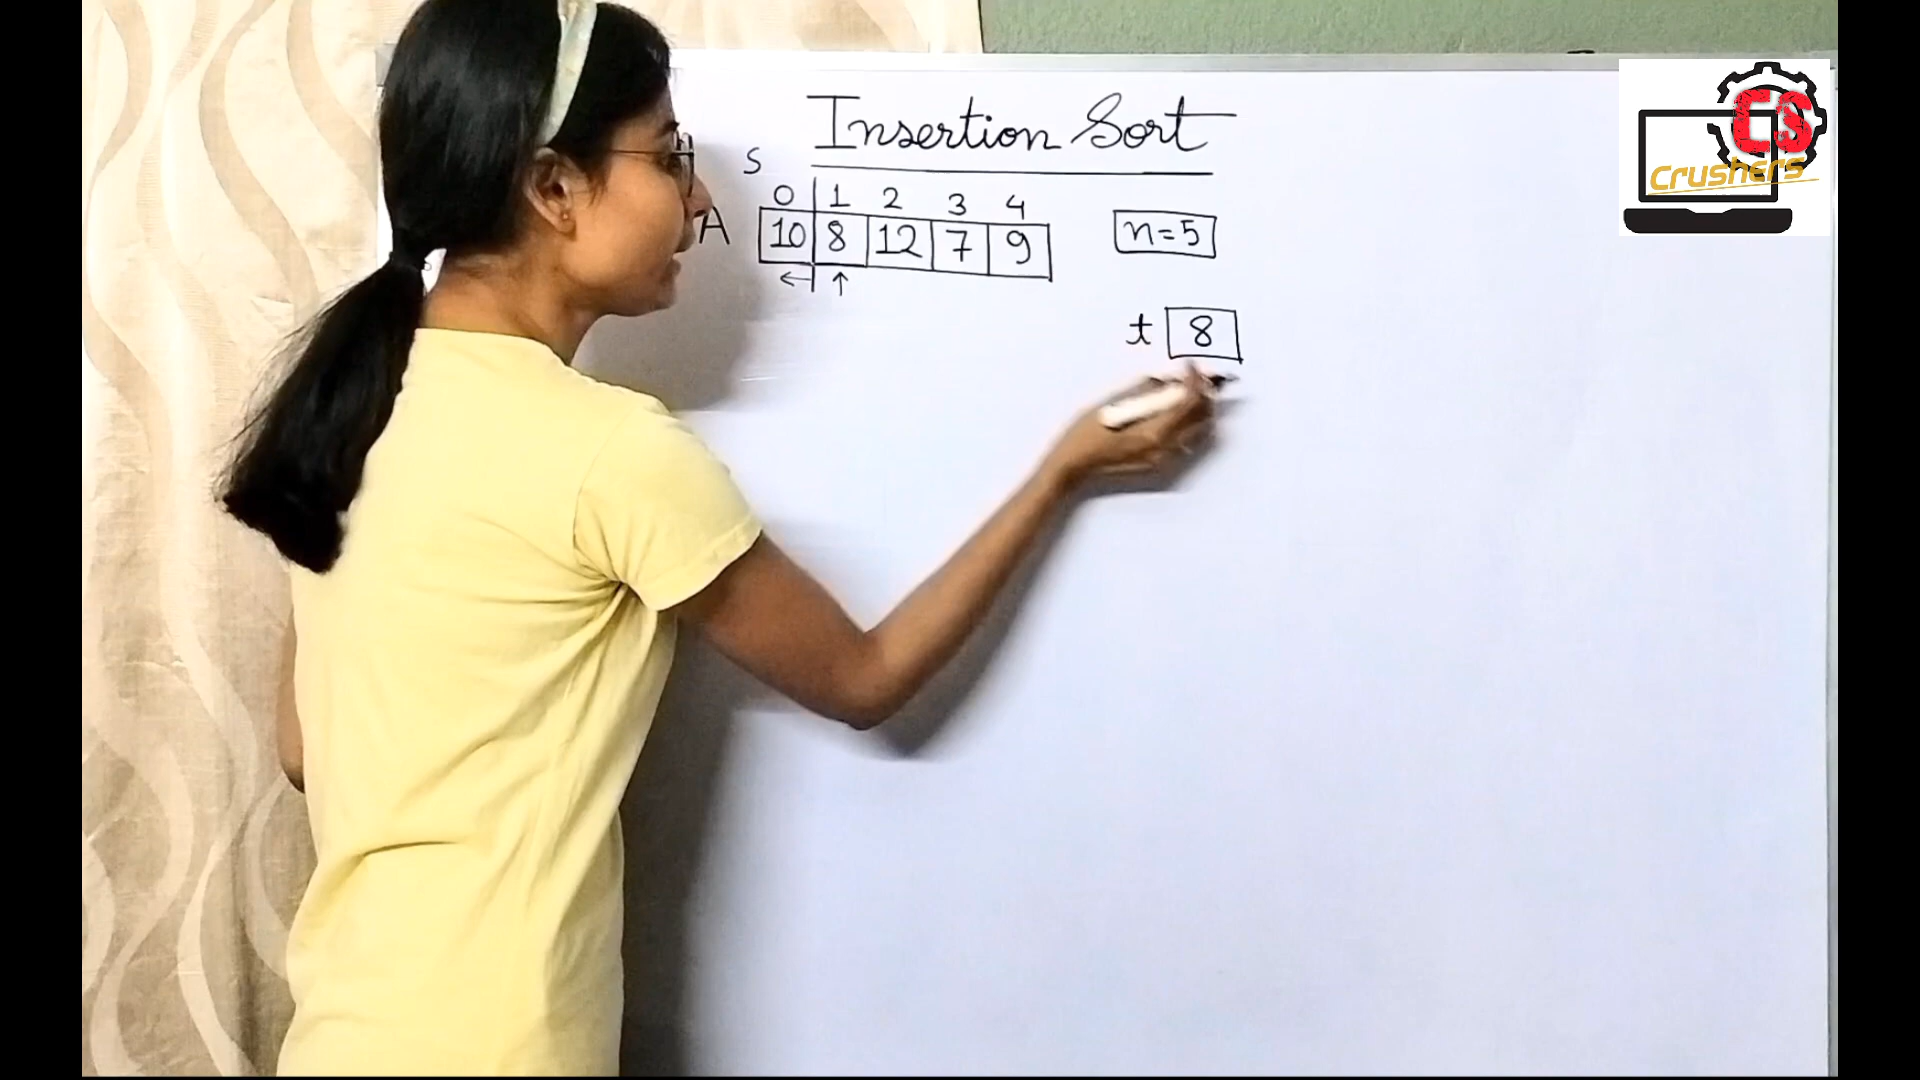 Insertion Sort
S
0 1 2 3 4
A 10 8 12 7 9
n=5
← ↑
t 8
CS
Crushers